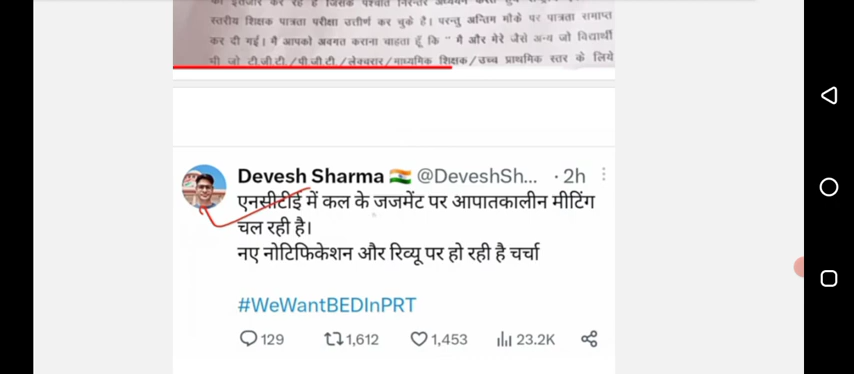 स्तरीय शिक्षक पात्रता परीक्षा उत्तीर्ण कर चुके है। परन्तु अन्तिम मौके पर पात्रता समाप्त
कर दी गई। मै आपको अवगत कराना चाहता हूँ कि " मै और मेरे जैसे अन्य जो विद्यार्थी
भी जो टी.जी.टी./पी.जी.टी./लेक्चरार/माध्यमिक शिक्षक/उच्च प्राथमिक स्तर के लिये
Devesh Sharma 🇮🇳 @DeveshSh... · 2h
एनसीटीई में कल के जजमेंट पर आपातकालीन मीटिंग
चल रही है।
नए नोटिफिकेशन और रिव्यू पर हो रही है चर्चा
#WeWantBEDInPRT
129 1,612 1,453 23.2K